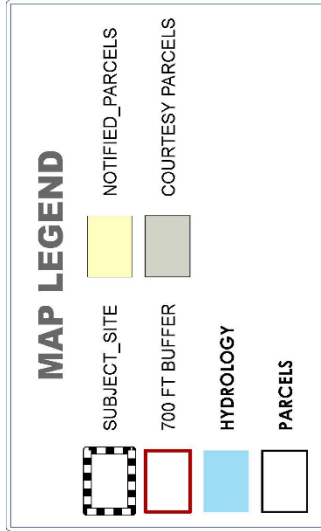 MAP LEGEND
SUBJECT_SITE
NOTIFIED_PARCELS
700 FT BUFFER
COURTESY PARCELS
HYDROLOGY
PARCELS